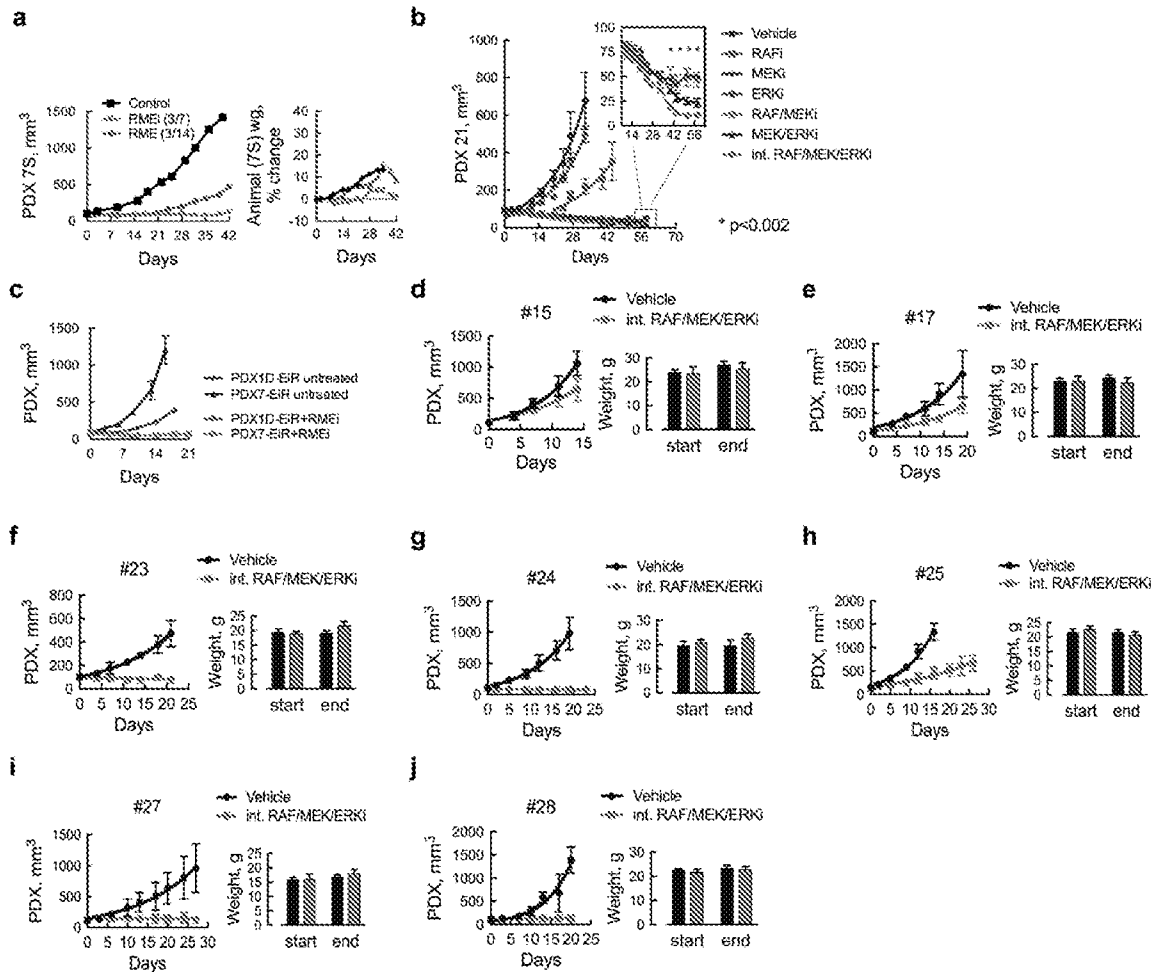 a
Control
RMEi (3/7)
RME (3/14)
PDX 7S, mm³
1500
1000
500
0
0 7 14 21 28 35 42
Days
Animal (7S) wg,
% change
40
30
20
10
0
-10
0 14 28 42
Days
b
PDX 21, mm³
1000
800
600
400
200
0
0 14 28 42 56 70
Days
100
75
50
25
0
14 28 42 56
Vehicle
RAFi
MEKi
ERKi
RAF/MEKi
MEK/ERKi
int. RAF/MEK/ERKi
* p<0.002
c
PDX, mm³
1500
1000
500
0
0 7 14 21
Days
PDX1D-EiR untreated
PDX7-EiR untreated
PDX1D-EiR+RMEi
PDX7-EiR+RMEi
d
#15
Vehicle
int. RAF/MEK/ERKi
PDX, mm³
1500
1000
500
0
0 5 10 15
Days
Weight, g
30
20
10
0
start end
e
#17
Vehicle
int. RAF/MEK/ERKi
PDX, mm³
2000
1500
1000
500
0
0 5 10 15 20
Days
Weight, g
30
20
10
0
start end
f
#23
Vehicle
int. RAF/MEK/ERKi
PDX, mm³
800
600
400
200
0
0 5 10 15 20 25
Days
Weight, g
25
20
15
10
5
0
start end
g
#24
Vehicle
int. RAF/MEK/ERKi
PDX, mm³
1500
1000
500
0
0 5 10 15 20 25
Days
Weight, g
30
20
10
0
start end
h
#25
Vehicle
int. RAF/MEK/ERKi
PDX, mm³
2000
1500
1000
500
0
0 5 10 15 20 25 30
Days
Weight, g
25
20
15
10
5
0
start end
i
#27
Vehicle
int. RAF/MEK/ERKi
PDX, mm³
1500
1000
500
0
0 5 10 15 20 25 30
Days
Weight, g
25
20
15
10
5
0
start end
j
#28
Vehicle
int. RAF/MEK/ERKi
PDX, mm³
2000
1500
1000
500
0
0 5 10 15 20 25
Days
Weight, g
30
20
10
0
start end